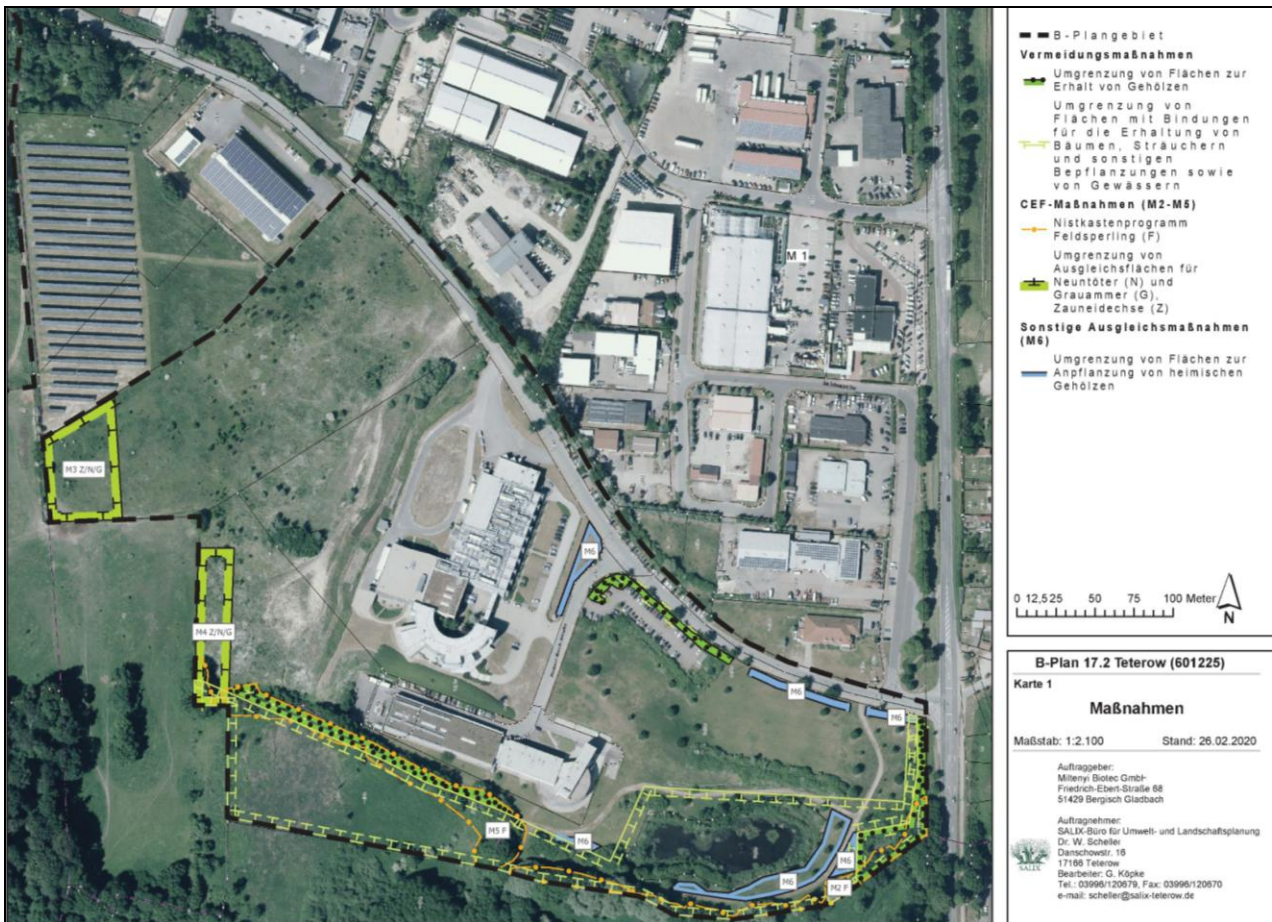 B-Plangebiet
Vermeidungsmaßnahmen
Umgrenzung von Flächen zur
Erhalt von Gehölzen
Umgrenzung von
Flächen mit Bindungen
für die Erhaltung von
Bäumen, Sträuchern
und sonstigen
Bepflanzungen sowie
von Gewässern
CEF-Maßnahmen (M2-M5)
Nistkastenprogramm
Feldsperling (F)
Umgrenzung von
Ausgleichsflächen für
Neuntöter (N) und
Grauammer (G),
Zauneidechse (Z)
Sonstige Ausgleichsmaßnahmen
(M6)
Umgrenzung von Flächen zur
Anpflanzung von heimischen
Gehölzen
0 12,525 50 75 100 Meter
N
M 1
M3 Z/N/G
M6
M4 Z/N/G
M6
M6
M5 F
M6
M6
M6
M2 F
B-Plan 17.2 Teterow (601225)
Karte 1
Maßnahmen
Maßstab: 1:2.100 Stand: 26.02.2020
Auftraggeber:
Miltenyi Biotec GmbH
Friedrich-Ebert-Straße 68
51429 Bergisch Gladbach
Auftragnehmer:
SALIX-Büro für Umwelt- und Landschaftsplanung
Dr. W. Scheller
Danschowstr. 16
17166 Teterow
Bearbeiter: G. Köpke
Tel.: 03996/120679, Fax: 03996/120670
e-mail: scheller@salix-teterow.de
SALIX